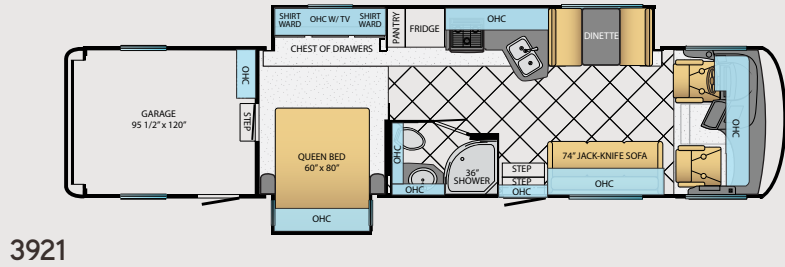 SHIRT
WARD
OHC W/ TV
SHIRT
WARD
PANTRY
FRIDGE
OHC
DINETTE
CHEST OF DRAWERS
OHC
GARAGE
95 1/2" x 120"
STEP
OHC
QUEEN BED
60" x 80"
OHC
36"
SHOWER
74" JACK-KNIFE SOFA
STEP
STEP
OHC
OHC
OHC
OHC
3921